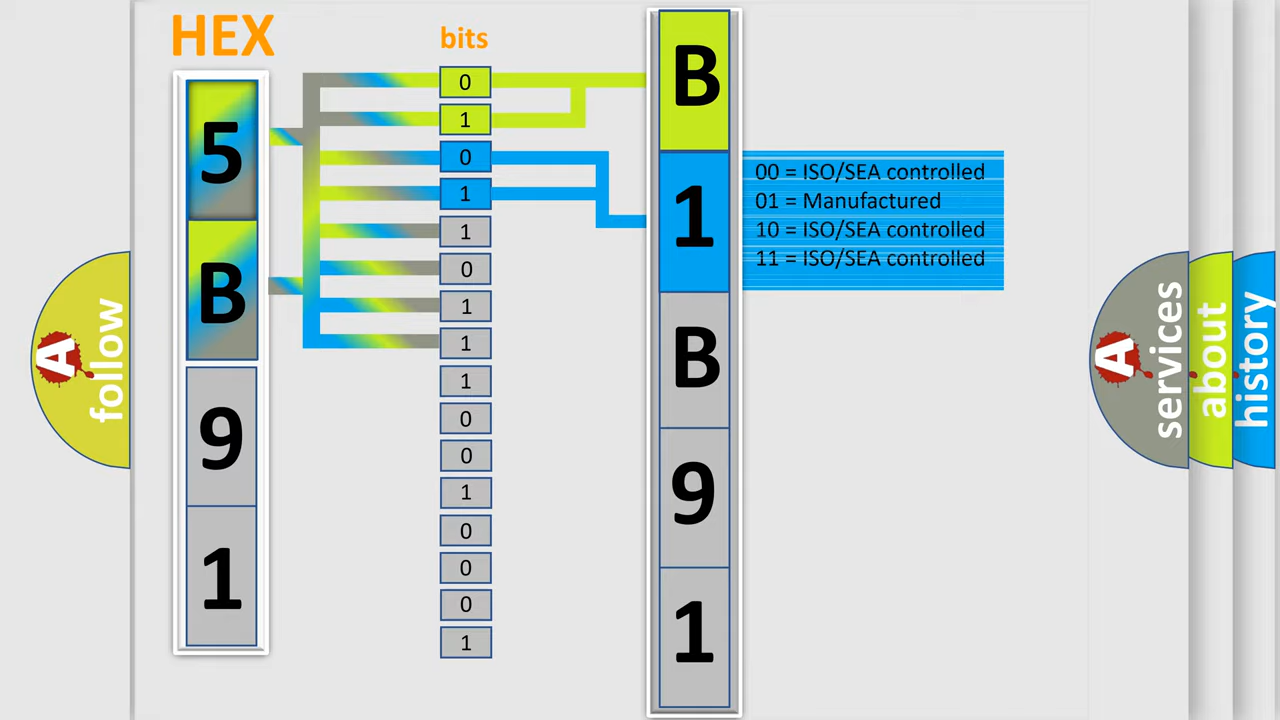 HEX
bits
5
B
9
1
0
1
0
1
1
0
1
1
1
0
0
1
0
0
0
1
B
1
B
9
1
00 = ISO/SEA controlled
01 = Manufactured
10 = ISO/SEA controlled
11 = ISO/SEA controlled
A
follow
A
services
about
history